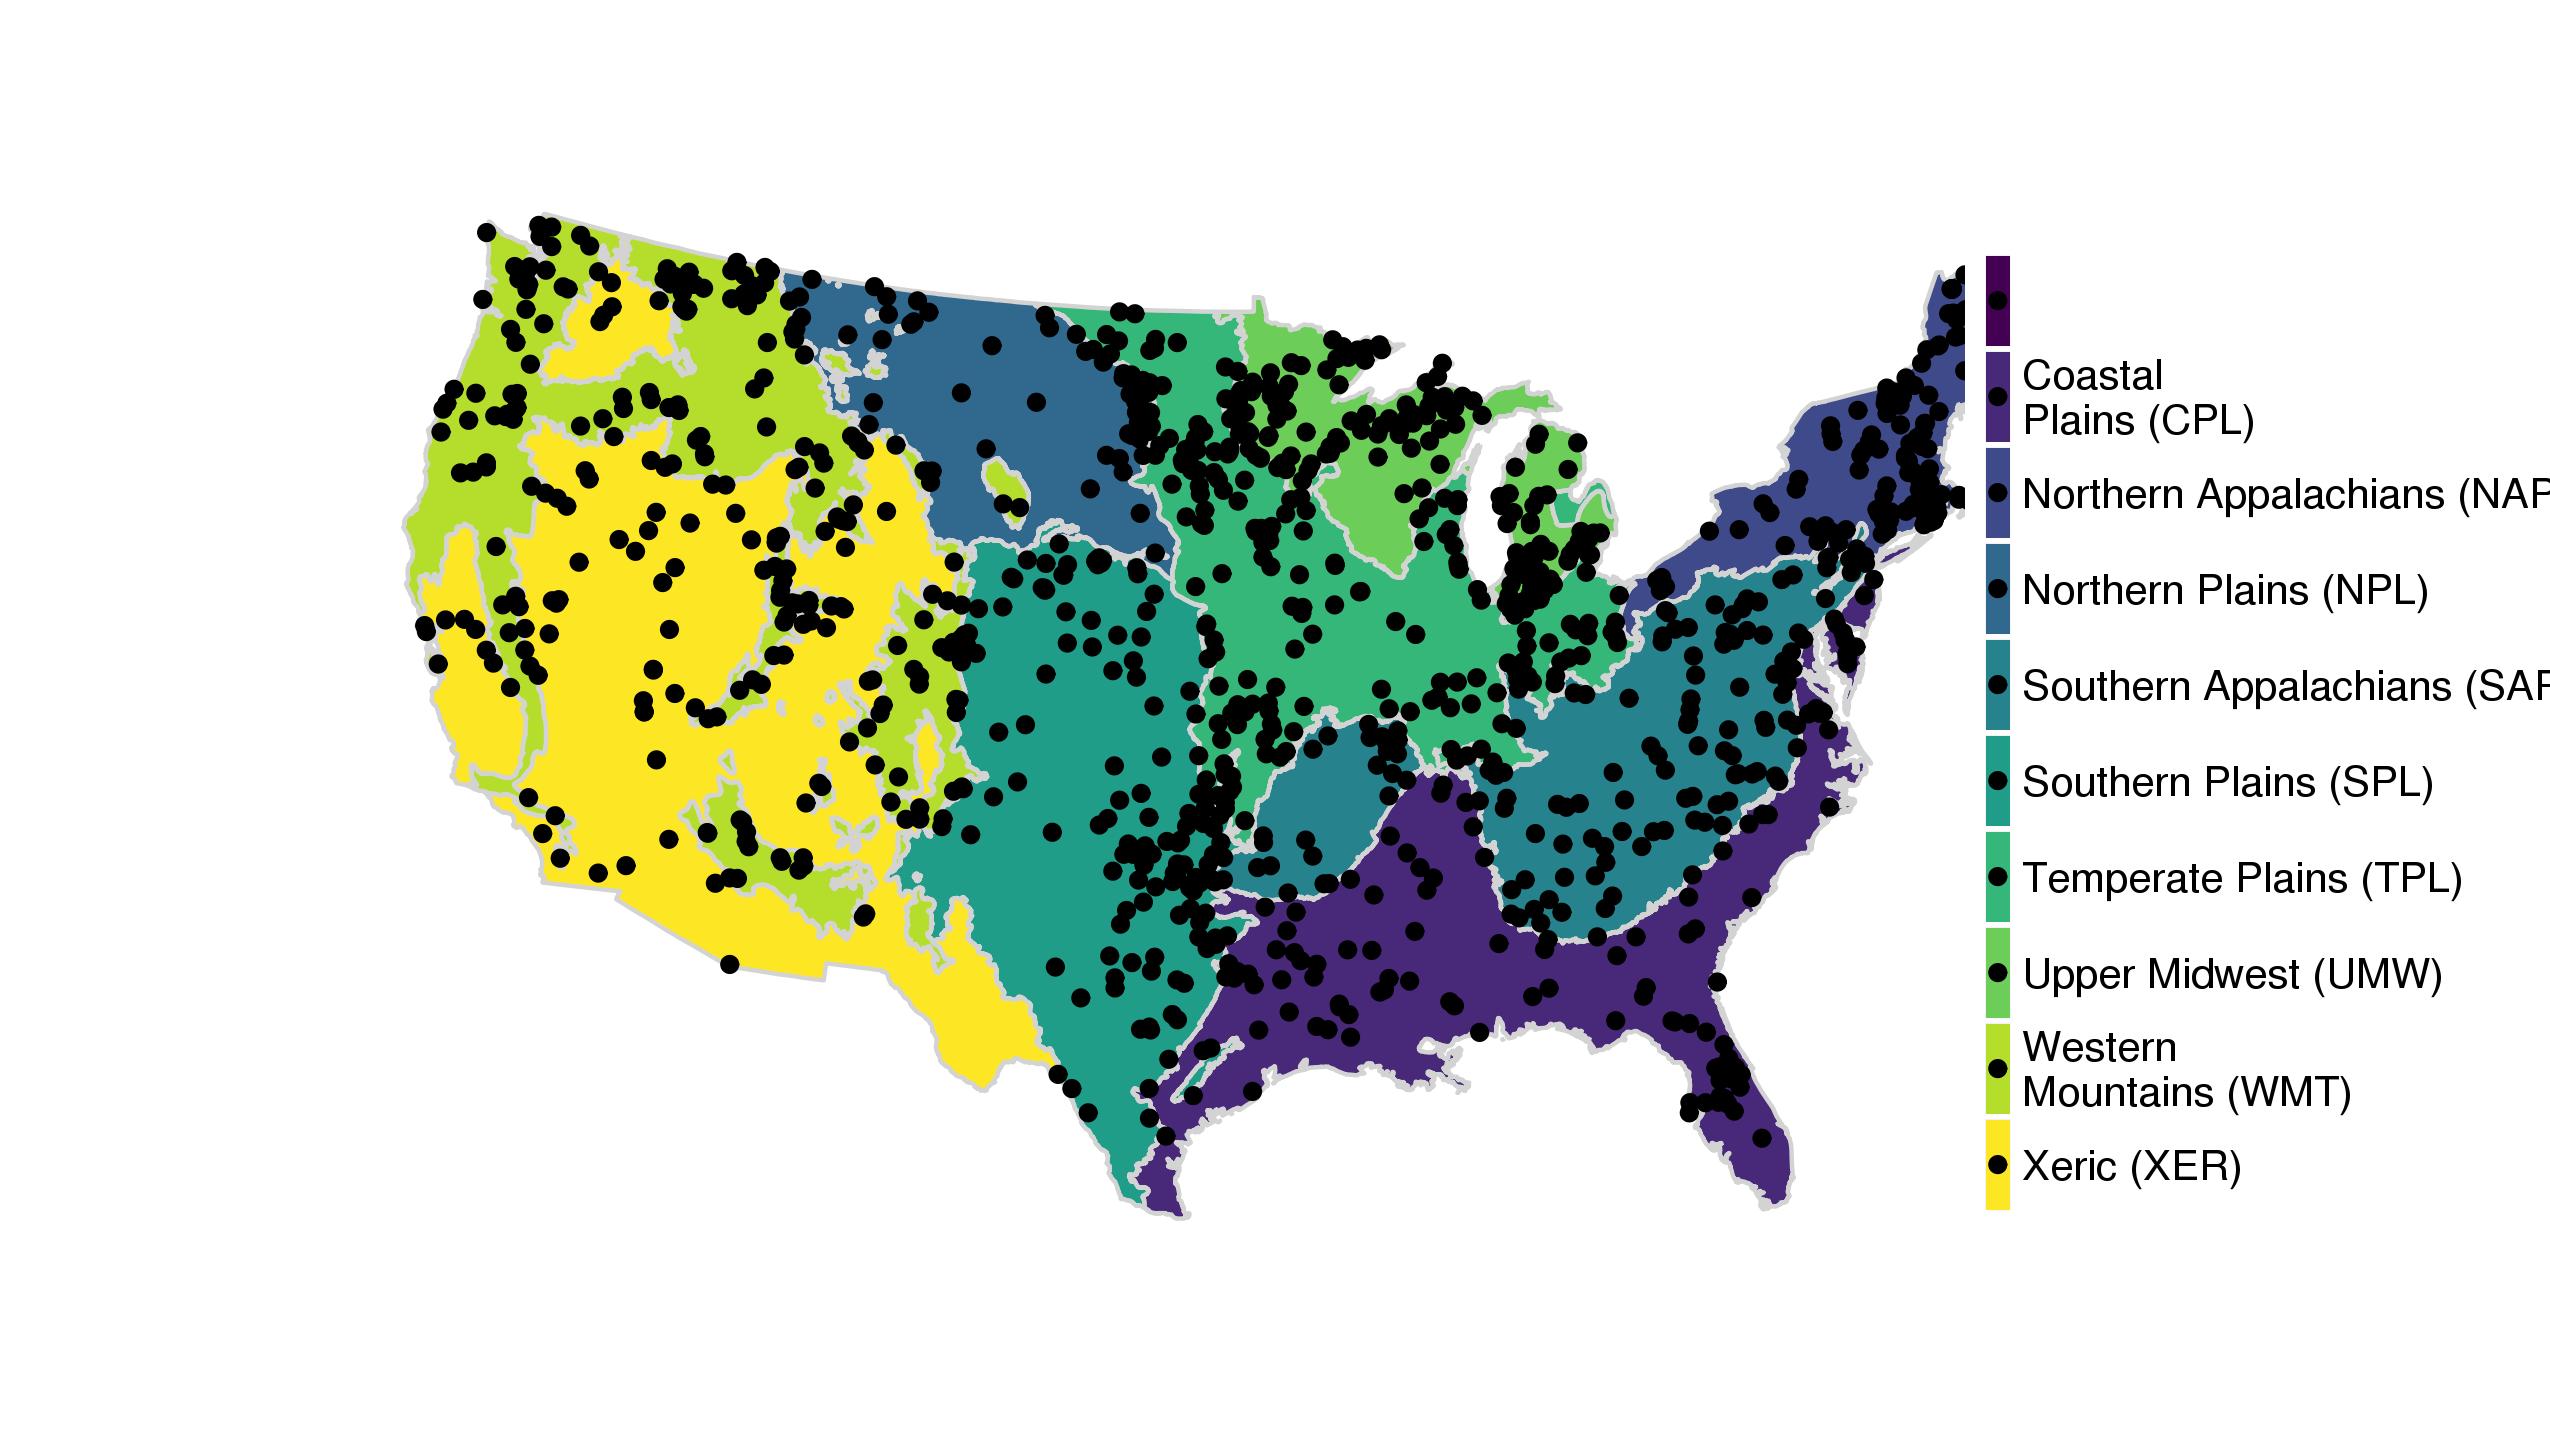 Coastal
Plains (CPL)
Northern Appalachians (NAP
Northern Plains (NPL)
Southern Appalachians (SAP
Southern Plains (SPL)
Temperate Plains (TPL)
Upper Midwest (UMW)
Western
Mountains (WMT)
Xeric (XER)